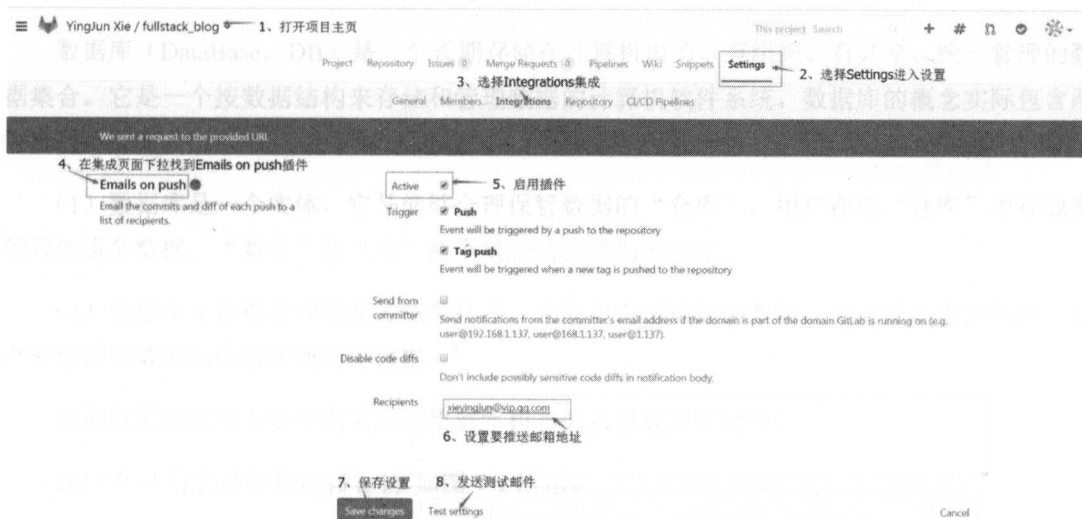 YingJun Xie / fullstack_blog
1、打开项目主页
This project Search
Project Repository Issues 0 Merge Requests 0 Pipelines Wiki Snippets Settings
2、选择Settings进入设置
3、选择Integrations集成
General Members Integrations Repository CI/CD Pipelines
We sent a request to the provided URL
4、在集成页面下拉找到Emails on push插件
Emails on push
Email the commits and diff of each push to a
list of recipients.
Active
5、启用插件
Trigger
Push
Event will be triggered by a push to the repository
Tag push
Event will be triggered when a new tag is pushed to the repository
Send from
committer
Send notifications from the committer's email address if the domain is part of the domain GitLab is running on (e.g.
user@192.168.1.137, user@168.1.137, user@1.137).
Disable code diffs
Don't include possibly sensitive code diffs in notification body.
Recipients
xieyingjun@vip.qq.com
6、设置要推送邮箱地址
7、保存设置
8、发送测试邮件
Save changes
Test settings
Cancel